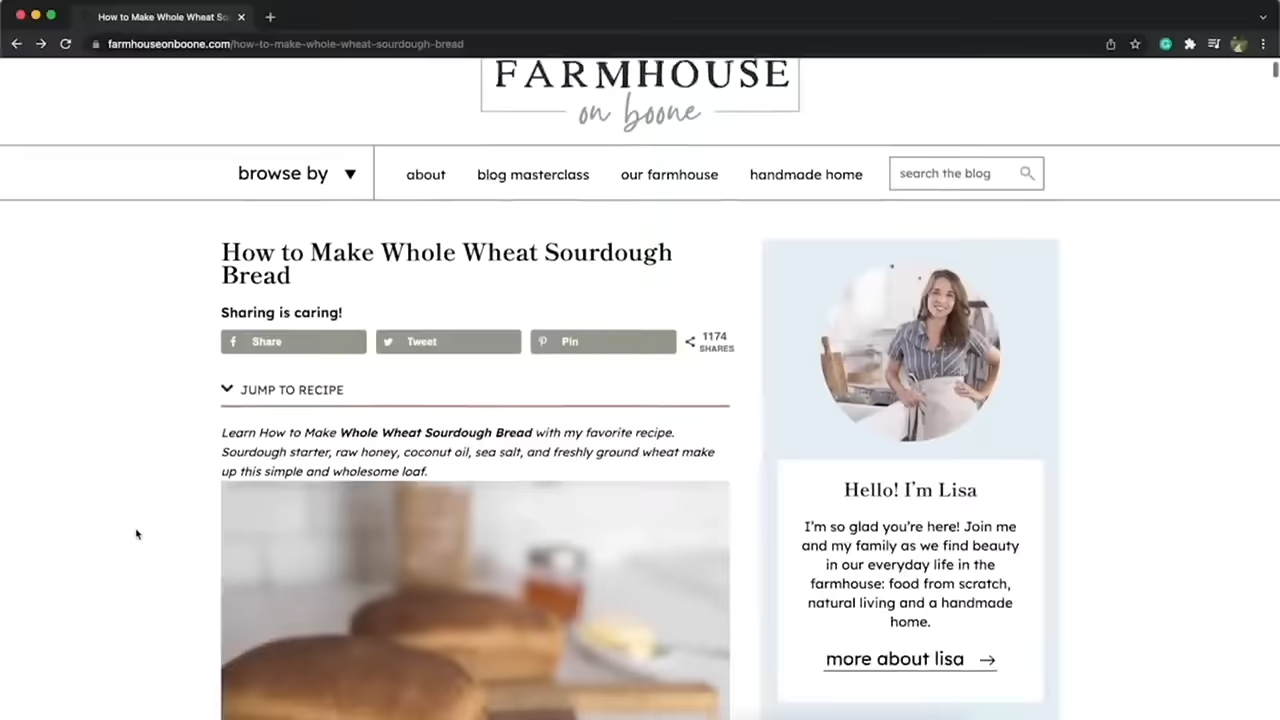 How to Make Whole Wheat So
farmhouseonboone.com/how-to-make-whole-wheat-sourdough-bread
FARMHOUSE
on boone
browse by
about
blog masterclass
our farmhouse
handmade home
search the blog
How to Make Whole Wheat Sourdough
Bread
Sharing is caring!
Share
Tweet
Pin
1174
SHARES
JUMP TO RECIPE
Learn How to Make Whole Wheat Sourdough Bread with my favorite recipe.
Sourdough starter, raw honey, coconut oil, sea salt, and freshly ground wheat make
up this simple and wholesome loaf.
Hello! I'm Lisa
I'm so glad you're here! Join me
and my family as we find beauty
in our everyday life in the
farmhouse: food from scratch,
natural living and a handmade
home.
more about lisa